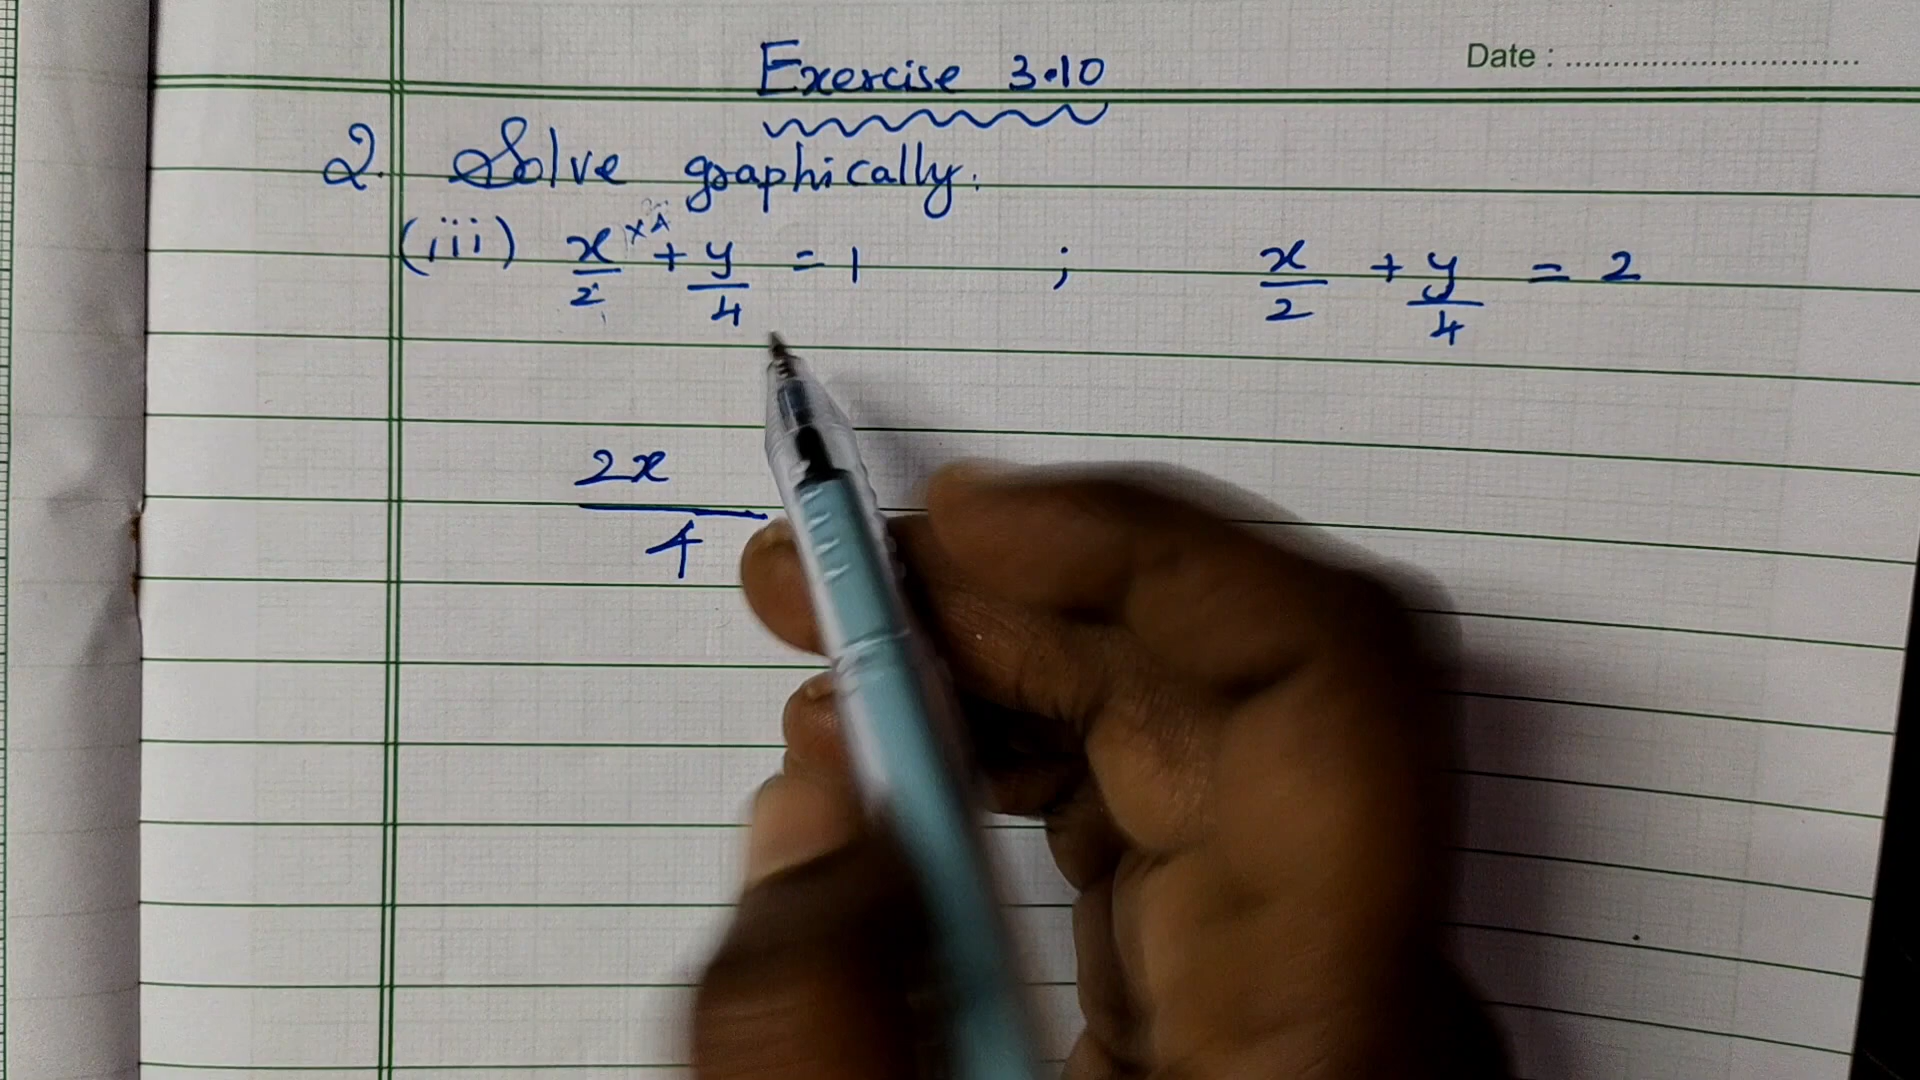 Date : ..............................
Exercise 3.10
2. Solve graphically.
(iii) x/2 + y/4 = 1 ; x/2 + y/4 = 2
2x
4